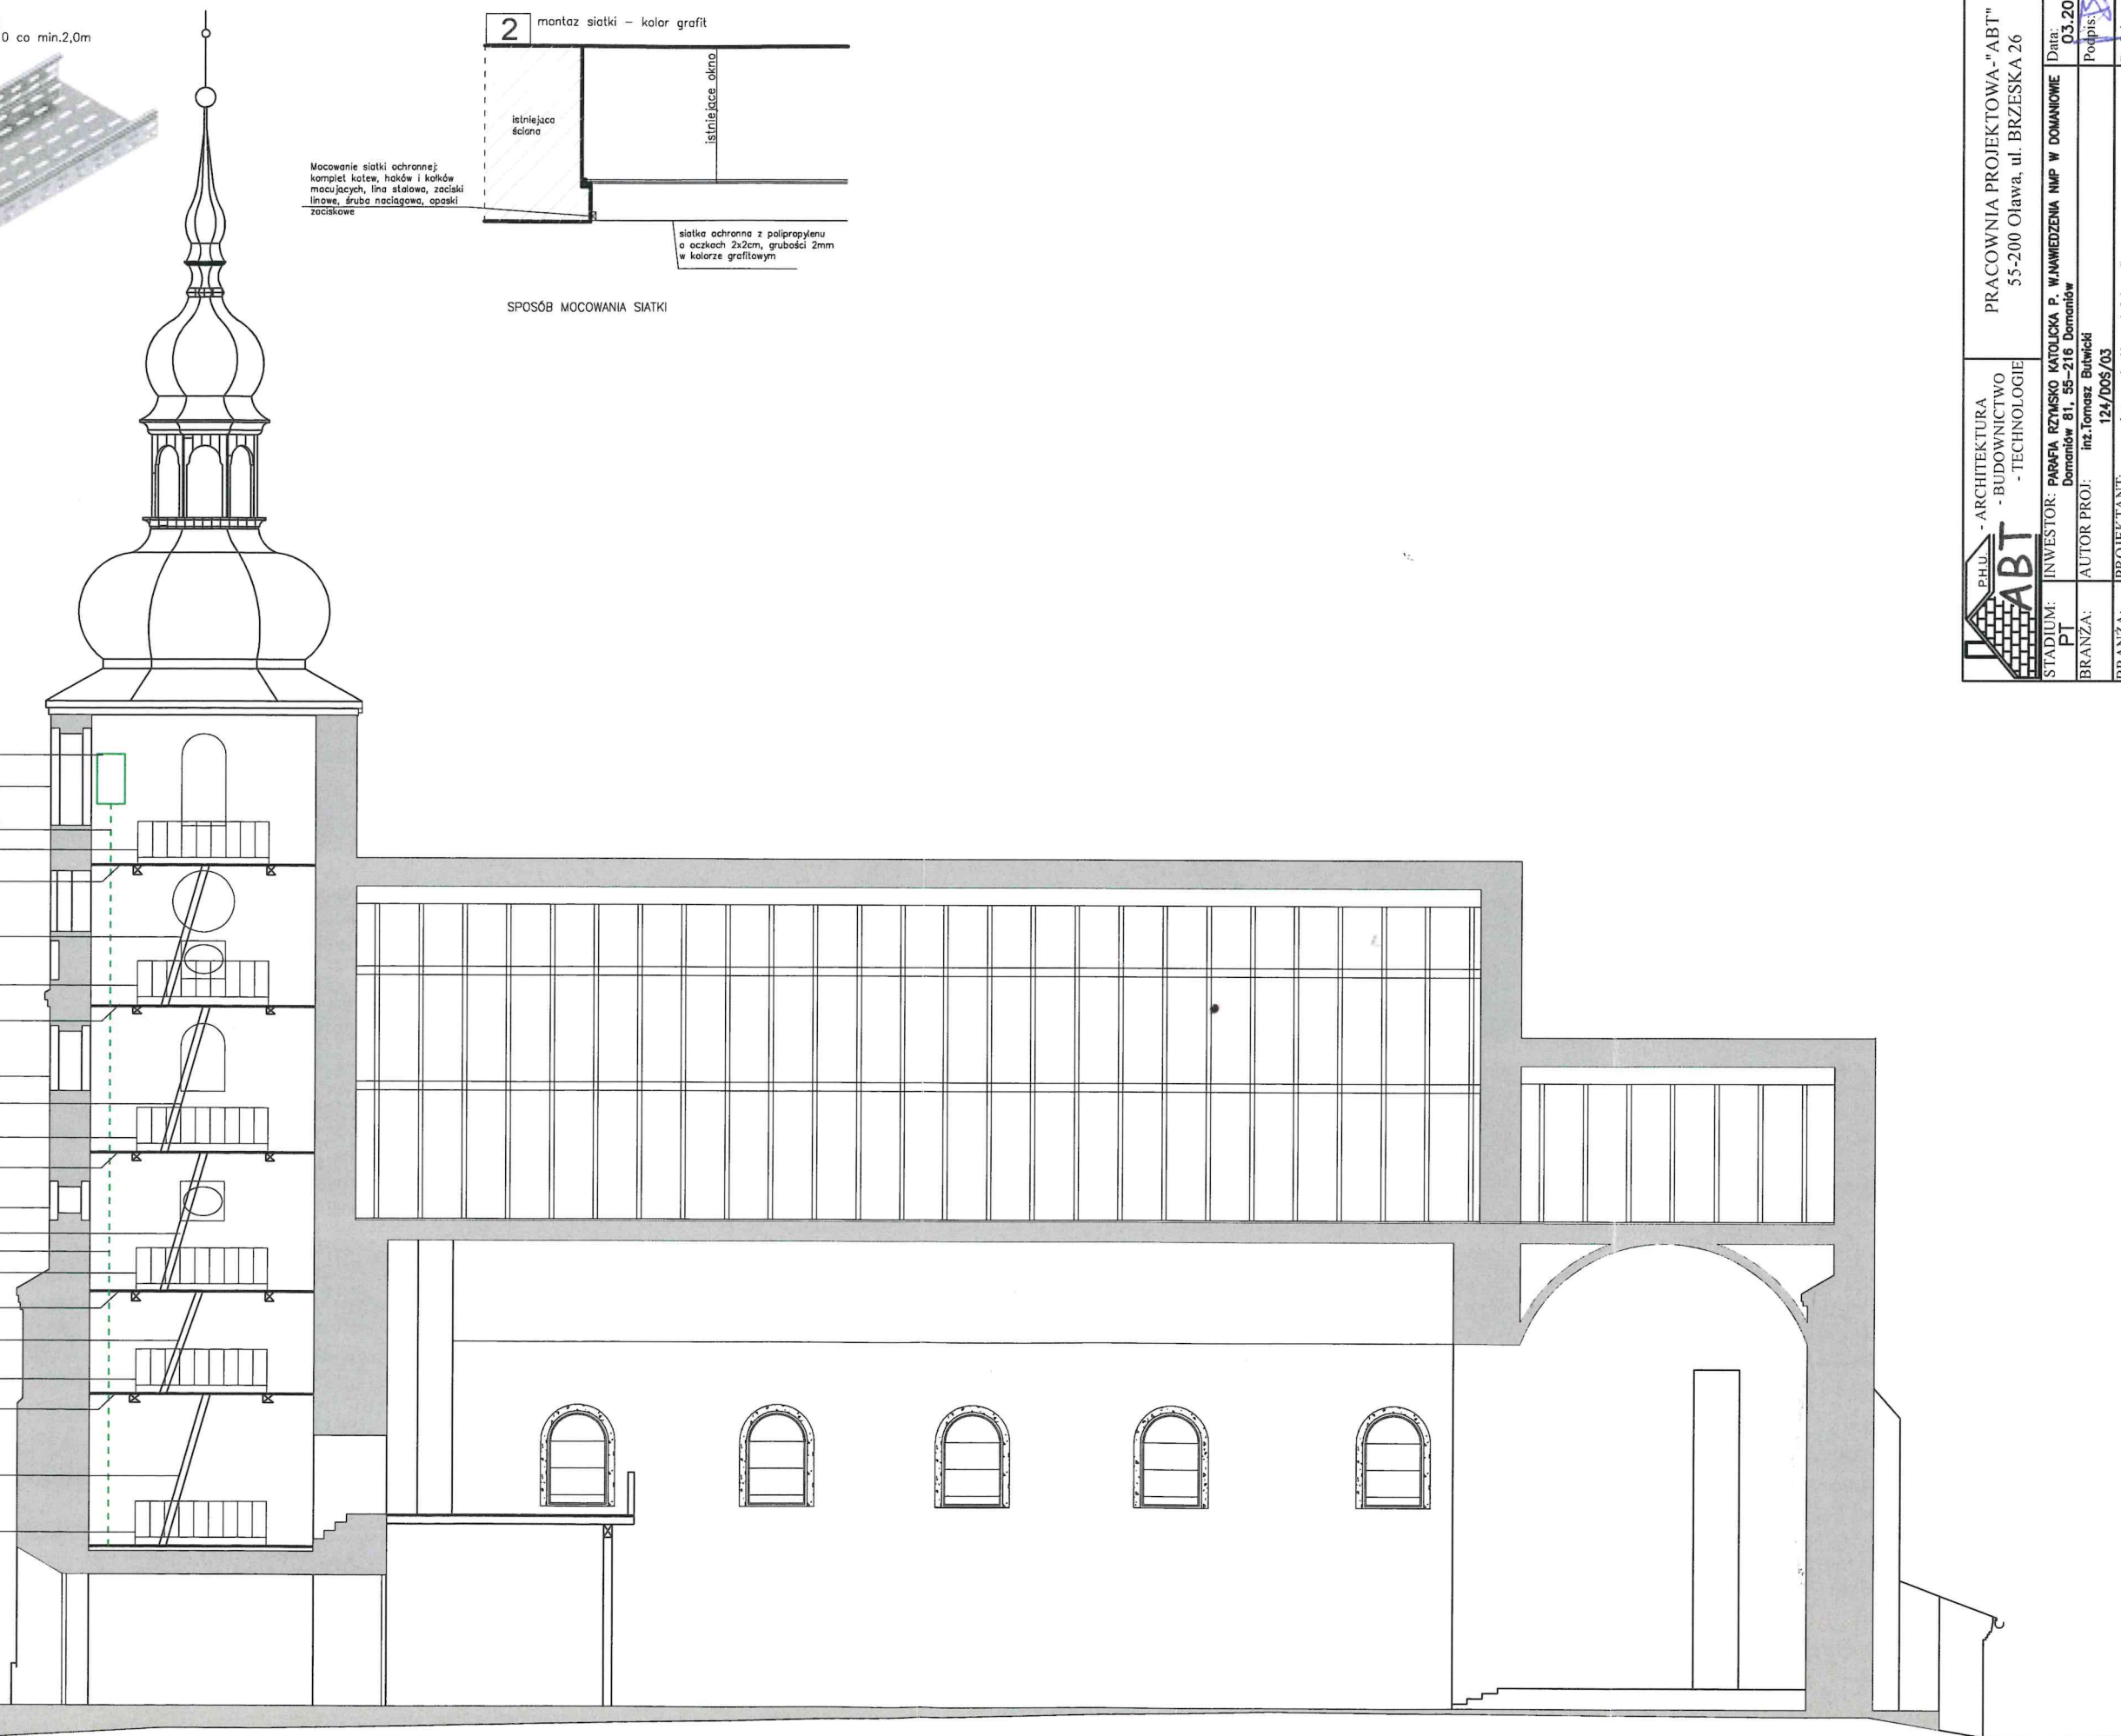 0 co min.2,0m
2
montaz siatki – kolor grafit
istniejąca
ściana
istniejące okno
Mocowanie siatki ochronnej:
komplet kotew, haków i kołków
mocujących, lina stalowa, zaciski
linowe, śruba naciągowa, opaski
zaciskowe
siatka ochronna z polipropylenu
o oczkach 2x2cm, grubości 2mm
w kolorze grafitowym
SPOSÓB MOCOWANIA SIATKI
P.H.U.
ABT
- ARCHITEKTURA
- BUDOWNICTWO
- TECHNOLOGIE
PRACOWNIA PROJEKTOWA-"ABT"
55-200 Oława, ul. BRZESKA 26
STADIUM:
PT
INWESTOR: PARAFIA RZYMSKO KATOLICKA P. W.NAWIEDZENIA NMP W DOMANIOWIE
Domaniów 81, 55–216 Domaniów
Data:
03.20
BRANŻA:
AUTOR PROJ: inż.Tomasz Butwicki
124/DOŚ/03
Podpis:
BRANŻA:
PROJEKTANT: